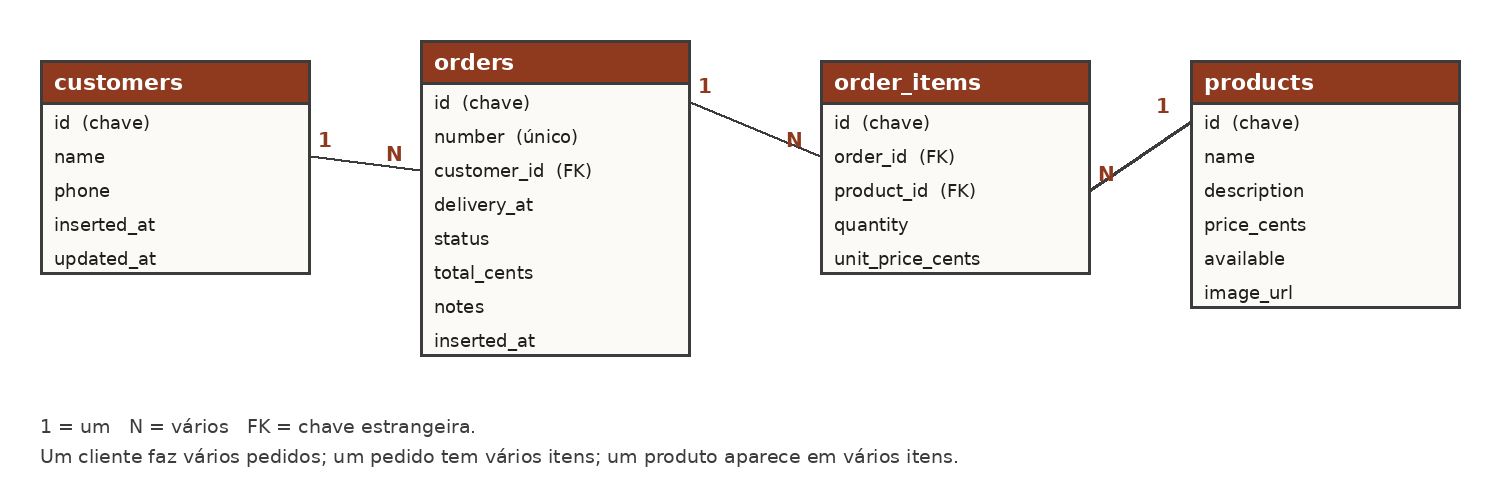 customers
id (chave)
name
phone
inserted_at
updated_at
1
N
orders
id (chave)
number (único)
customer_id (FK)
delivery_at
status
total_cents
notes
inserted_at
1
N
order_items
id (chave)
order_id (FK)
product_id (FK)
quantity
unit_price_cents
N
1
products
id (chave)
name
description
price_cents
available
image_url
1 = um N = vários FK = chave estrangeira.
Um cliente faz vários pedidos; um pedido tem vários itens; um produto aparece em vários itens.